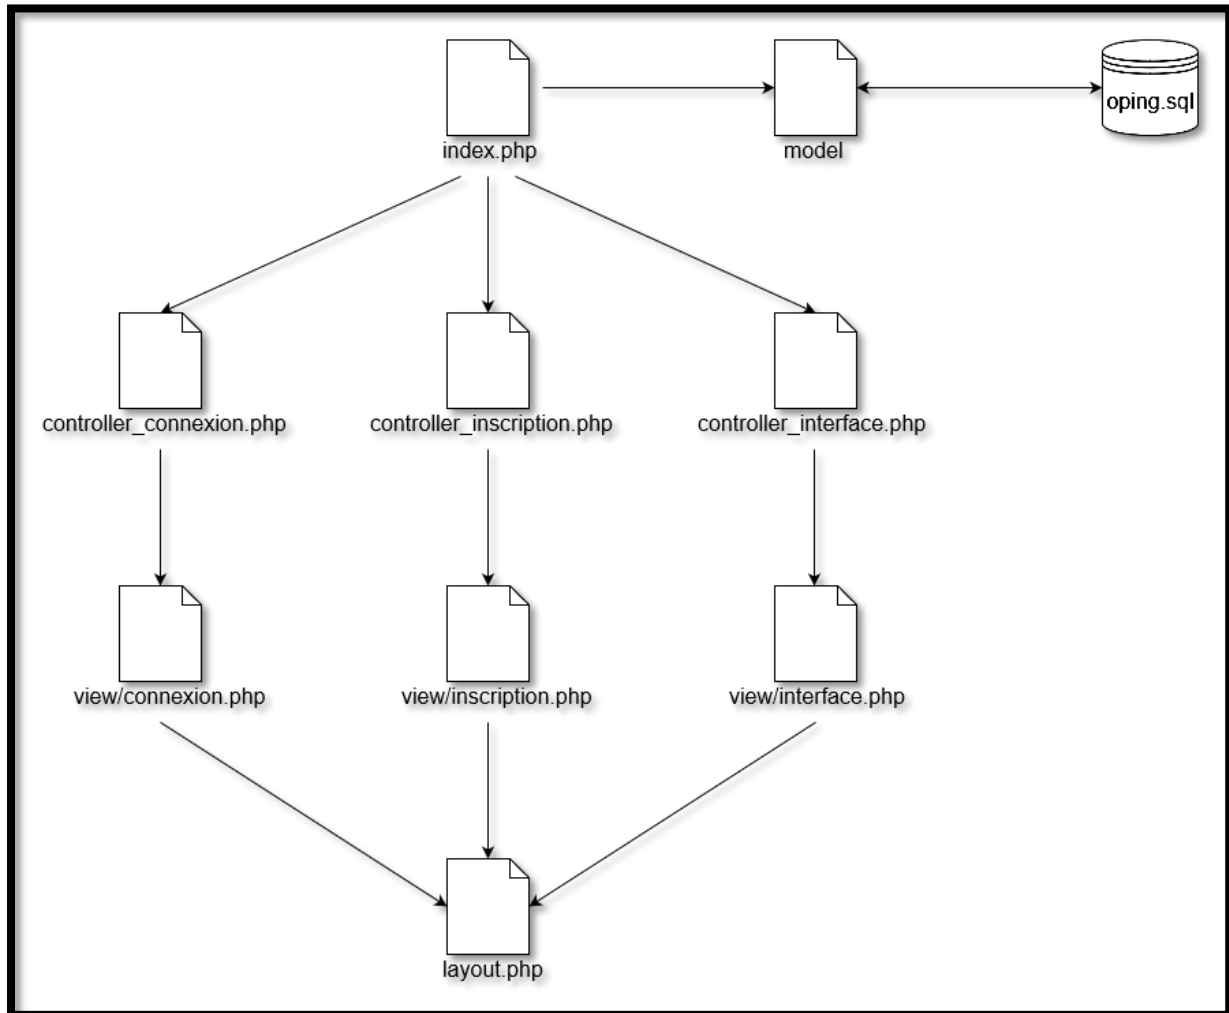 oping.sql
index.php
model
controller_connexion.php
controller_inscription.php
controller_interface.php
view/connexion.php
view/inscription.php
view/interface.php
layout.php